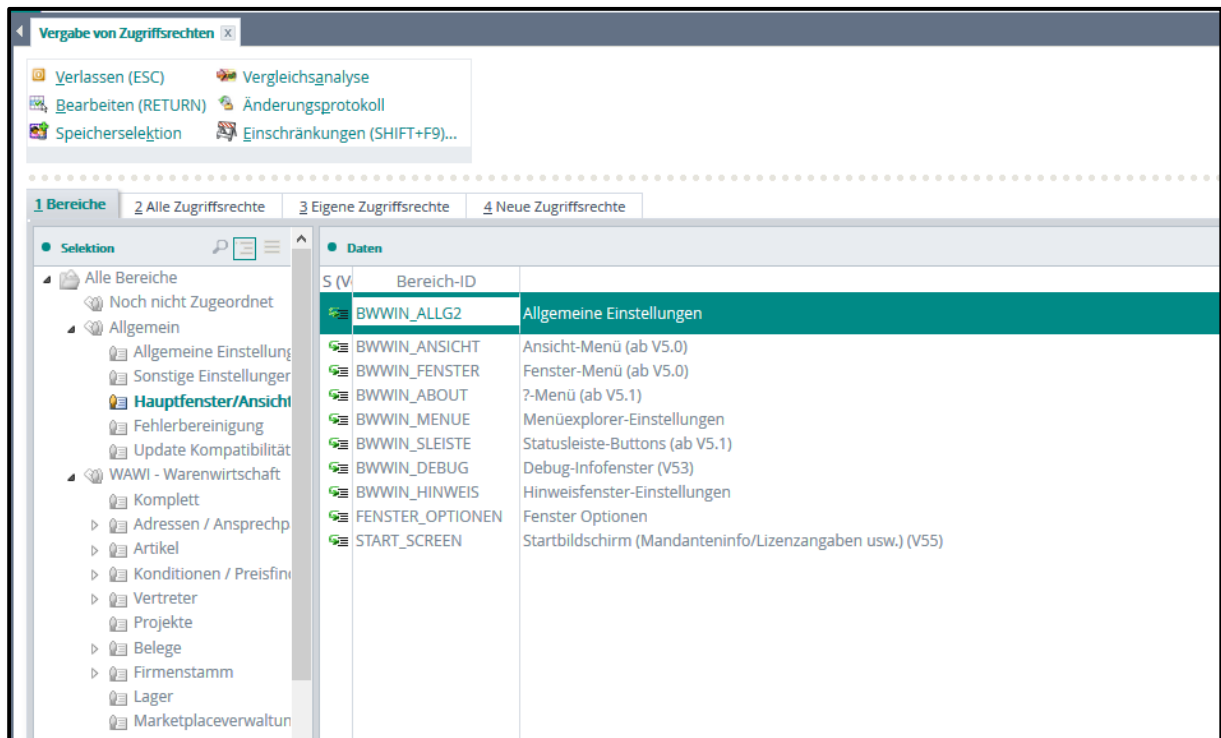 Vergabe von Zugriffsrechten x
Verlassen (ESC) Vergleichsanalyse
Bearbeiten (RETURN) Änderungsprotokoll
Speicherselektion Einschränkungen (SHIFT+F9)...
1 Bereiche 2 Alle Zugriffsrechte 3 Eigene Zugriffsrechte 4 Neue Zugriffsrechte
Selektion
Alle Bereiche
Noch nicht Zugeordnet
Allgemein
Allgemeine Einstellung
Sonstige Einstellunger
Hauptfenster/Ansicht
Fehlerbereinigung
Update Kompatibilität
WAWI - Warenwirtschaft
Komplett
Adressen / Ansprechp
Artikel
Konditionen / Preisfin
Vertreter
Projekte
Belege
Firmenstamm
Lager
Marketplaceverwaltun
Daten
S (V Bereich-ID
BWWIN_ALLG2 Allgemeine Einstellungen
BWWIN_ANSICHT Ansicht-Menü (ab V5.0)
BWWIN_FENSTER Fenster-Menü (ab V5.0)
BWWIN_ABOUT ?-Menü (ab V5.1)
BWWIN_MENUE Menüexplorer-Einstellungen
BWWIN_SLEISTE Statusleiste-Buttons (ab V5.1)
BWWIN_DEBUG Debug-Infofenster (V53)
BWWIN_HINWEIS Hinweisfenster-Einstellungen
FENSTER_OPTIONEN Fenster Optionen
START_SCREEN Startbildschirm (Mandanteninfo/Lizenzangaben usw.) (V55)